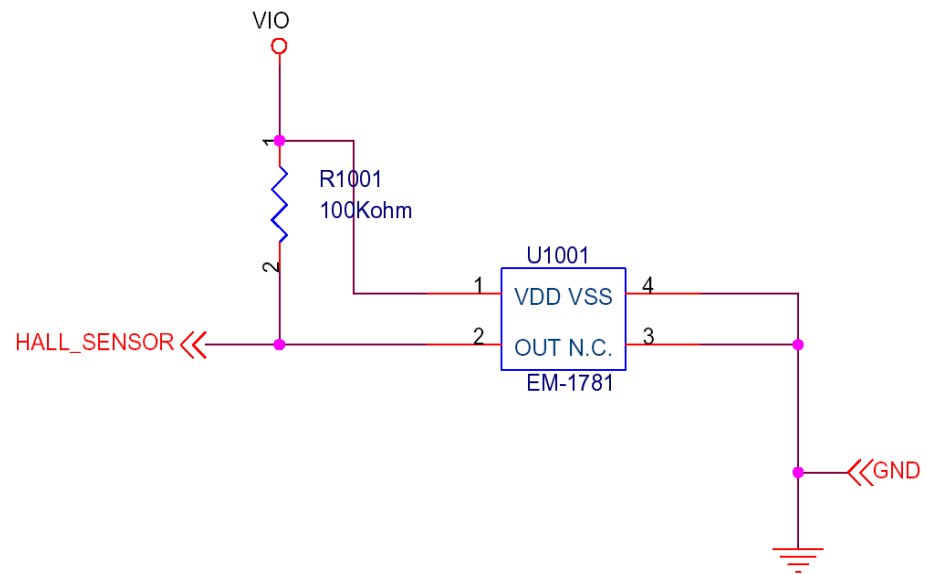 VIO
1
R1001
100Kohm
2
U1001
1
VDD VSS
4
HALL_SENSOR
2
OUT N.C.
3
EM-1781
GND